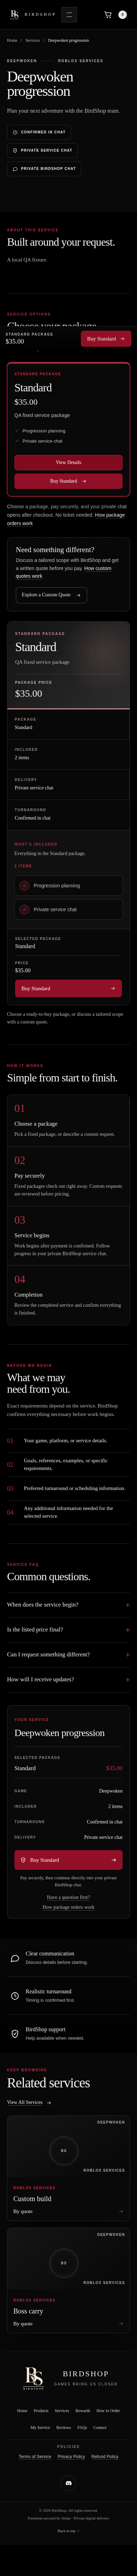 BS BIRDSHOP
0
Home / Services / Deepwoken progression
DEEPWOKEN ROBLOX SERVICES
Deepwoken
progression
Plan your next adventure with the BirdShop team.
CONFIRMED IN CHAT
PRIVATE SERVICE CHAT
PRIVATE BIRDSHOP CHAT
ABOUT THIS SERVICE
Built around your request.
A local QA fixture.
SERVICE OPTIONS
Choose your package.
STANDARD PACKAGE
$35.00
Buy Standard →
STANDARD PACKAGE
Standard
$35.00
QA fixed service package
Progression planning
Private service chat
View Details
Buy Standard →
Choose a package, pay securely, and your private chat
opens after checkout. No ticket needed. How package
orders work
Need something different?
Discuss a tailored scope with BirdShop and get
a written quote before you pay. How custom
quotes work
Explore a Custom Quote →
STANDARD PACKAGE
Standard
QA fixed service package
PACKAGE PRICE
$35.00
PACKAGE
Standard
INCLUDED
2 items
DELIVERY
Private service chat
TURNAROUND
Confirmed in chat
WHAT'S INCLUDED
Everything in the Standard package.
2 ITEMS
Progression planning
Private service chat
SELECTED PACKAGE
Standard
PRICE
$35.00
Buy Standard →
Choose a ready-to-buy package, or discuss a tailored scope
with a custom quote.
HOW IT WORKS
Simple from start to finish.
01
Choose a package
Pick a fixed package, or describe a custom request.
02
Pay securely
Fixed packages check out right away. Custom requests
are reviewed before pricing.
03
Service begins
Work begins after payment is confirmed. Follow
progress in your private BirdShop service chat.
04
Completion
Review the completed service and confirm everything
is finished.
BEFORE WE BEGIN
What we may
need from you.
Exact requirements depend on the service. BirdShop
confirms everything necessary before work begins.
01 Your game, platform, or service details.
02 Goals, references, examples, or specific
requirements.
03 Preferred turnaround or scheduling information.
04 Any additional information needed for the
selected service.
SERVICE FAQ
Common questions.
When does the service begin? +
Is the listed price final? +
Can I request something different? +
How will I receive updates? +
YOUR SERVICE
Deepwoken progression
SELECTED PACKAGE
Standard $35.00
GAME Deepwoken
INCLUDED 2 items
TURNAROUND Confirmed in chat
DELIVERY Private service chat
Buy Standard →
Pay securely, then continue directly into your private
BirdShop chat.
Have a question first?
How package orders work
Clear communication
Discuss details before starting.
Realistic turnaround
Timing is confirmed first.
BirdShop support
Help available when needed.
KEEP BROWSING
Related services
View All Services →
DEEPWOKEN
BS
ROBLOX SERVICES
ROBLOX SERVICES
Custom build
By quote →
DEEPWOKEN
BS
ROBLOX SERVICES
ROBLOX SERVICES
Boss carry
By quote →
BS BIRDSHOP
GAMES BRING US CLOSER
Home Products Services Rewards How to Order
My Service Reviews FAQs Contact
POLICIES
Terms of Service Privacy Policy Refund Policy
© 2026 BirdShop. All rights reserved.
Payments secured by Stripe · Private digital delivery.
Back to top ↑